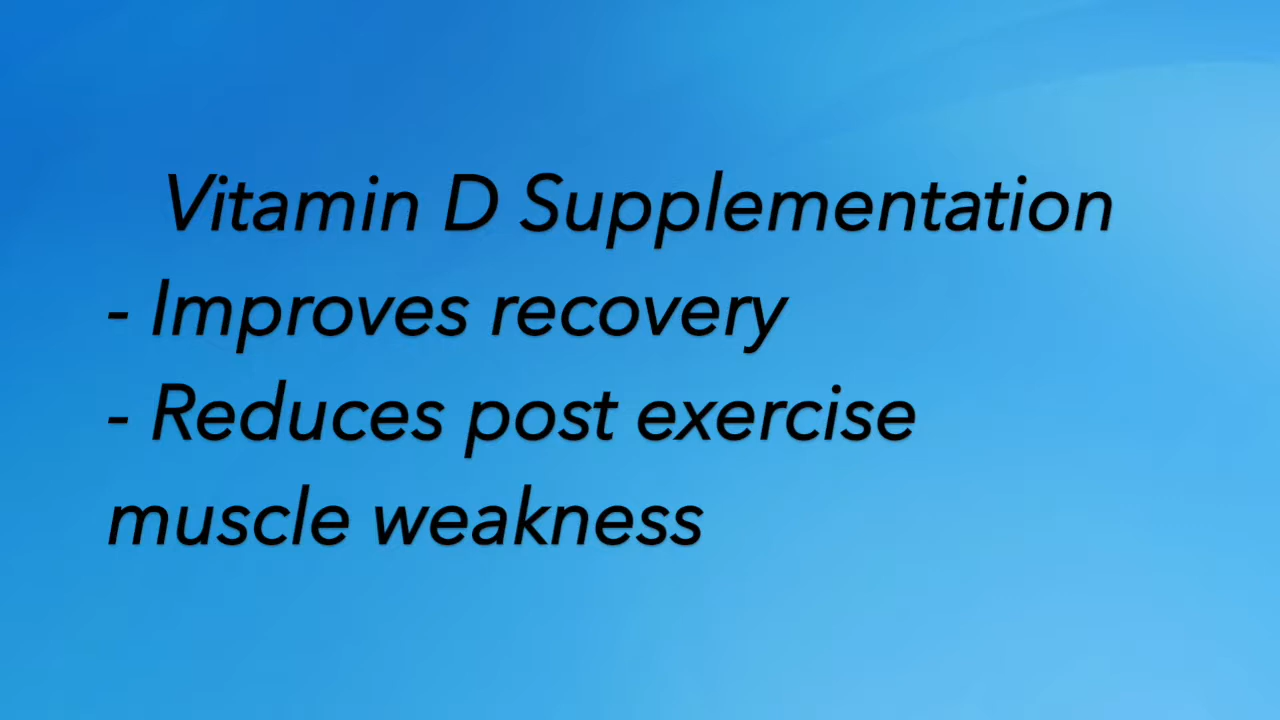 Vitamin D Supplementation
- Improves recovery
- Reduces post exercise
muscle weakness